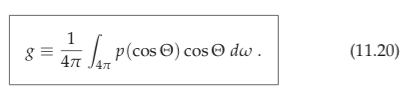 g ≡ 1/4π ∫4π p(cos Θ) cos Θ dω . (11.20)